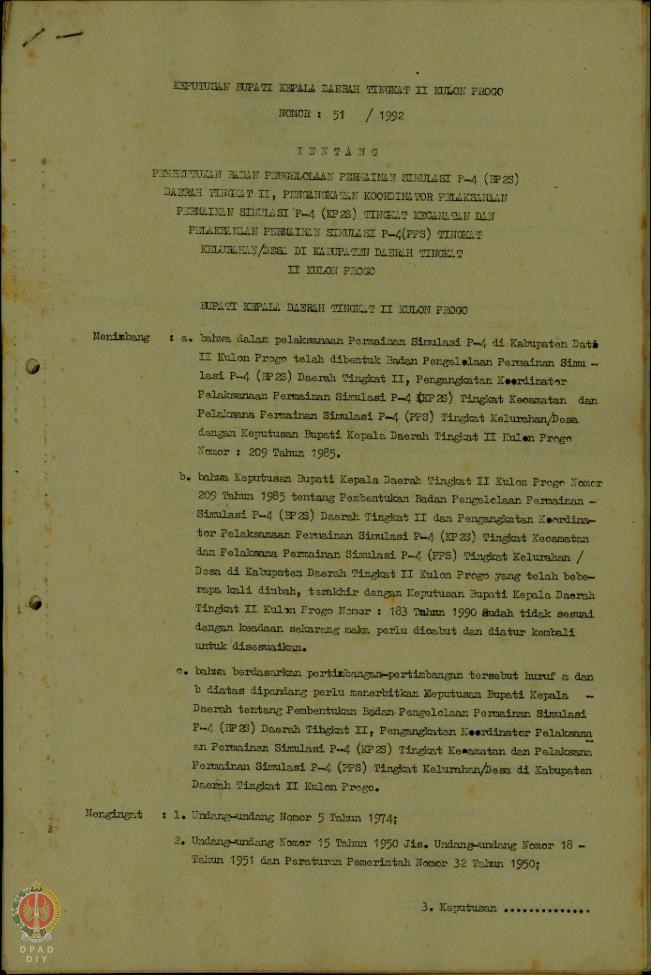 KEPUTUSAN BUPATI KEPALA DAERAH TINGKAT II KULON PROGO
NOMOR : 51 / 1992
T E N T A N G
PEMBENTUKAN BADAN PENGELOLAAN PERMAINAN SIMULASI P-4 (BP2S)
DAERAH TINGKAT II, PENGANGKATAN KOORDINATOR PELAKSANAAN
PERMAINAN SIMULASI P-4 (KP2S) TINGKAT KECAMATAN DAN
PELAKSANAAN PERMAINAN SIMULASI P-4(PPS) TINGKAT
KELURAHAN/DESA DI KABUPATEN DAERAH TINGKAT
II KULON PROGO
BUPATI KEPALA DAERAH TINGKAT II KULON PROGO
Menimbang : a. bahwa dalam pelaksanaan Permainan Simulasi P-4 di Kabupaten Dati
II Kulon Progo telah dibentuk Badan Pengelolaan Permainan Simu -
lasi P-4 (BP2S) Daerah Tingkat II, Pengangkatan Koordinator
Pelaksanaan Permainan Simulasi P-4 (KP2S) Tingkat Kecamatan dan
Pelaksana Permainan Simulasi P-4 (PPS) Tingkat Kelurahan/Desa
dengan Keputusan Bupati Kepala Daerah Tingkat II Kulon Progo
Nomor : 209 Tahun 1985.
b. bahwa Keputusan Bupati Kepala Daerah Tingkat II Kulon Progo Nomor
209 Tahun 1985 tentang Pembentukan Badan Pengelolaan Permainan -
Simulasi P-4 (BP2S) Daerah Tingkat II dan Pengangkatan Koordina-
tor Pelaksanaan Permainan Simulasi P-4 (KP2S) Tingkat Kecamatan
dan Pelaksana Permainan Simulasi P-4 (PPS) Tingkat Kelurahan /
Desa di Kabupaten Daerah Tingkat II Kulon Progo yang telah bebe-
rapa kali diubah, terakhir dengan Keputusan Bupati Kepala Daerah
Tingkat II Kulon Progo Nomor : 183 Tahun 1990 sudah tidak sesuai
dengan keadaan sekarang maka perlu dicabut dan diatur kembali
untuk disesuaikan.
c. bahwa berdasarkan pertimbangan-pertimbangan tersebut huruf a dan
b diatas dipandang perlu menerbitkan Keputusan Bupati Kepala -
Daerah tentang Pembentukan Badan Pengelolaan Permainan Simulasi
P-4 (BP2S) Daerah Tihgkat II, Pengangkatan Koordinator Pelaksana
an Permainan Simulasi P-4 (KP2S) Tingkat Kecamatan dan Pelaksana
Permainan Simulasi P-4 (PPS) Tingkat Kelurahan/Desa di Kabupaten
Daerah Tingkat II Kulon Progo.
Mengingat : 1. Undang-undang Nomor 5 Tahun 1974;
2. Undang-undang Nomor 15 Tahun 1950 Jis. Undang-undang Nomor 18 -
Tahun 1951 dan Peraturan Pemerintah Nomor 32 Tahun 1950;
3. Keputusan ..............
DPAD
DIY